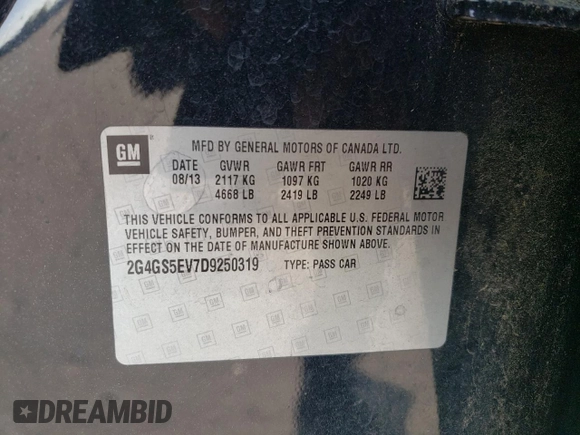 GM
MFD BY GENERAL MOTORS OF CANADA LTD.
DATE GVWR GAWR FRT GAWR RR
08/13 2117 KG 1097 KG 1020 KG
4668 LB 2419 LB 2249 LB
THIS VEHICLE CONFORMS TO ALL APPLICABLE U.S. FEDERAL MOTOR
VEHICLE SAFETY, BUMPER, AND THEFT PREVENTION STANDARDS IN
EFFECT ON THE DATE OF MANUFACTURE SHOWN ABOVE.
2G4GS5EV7D9250319 TYPE: PASS CAR
DREAMBID